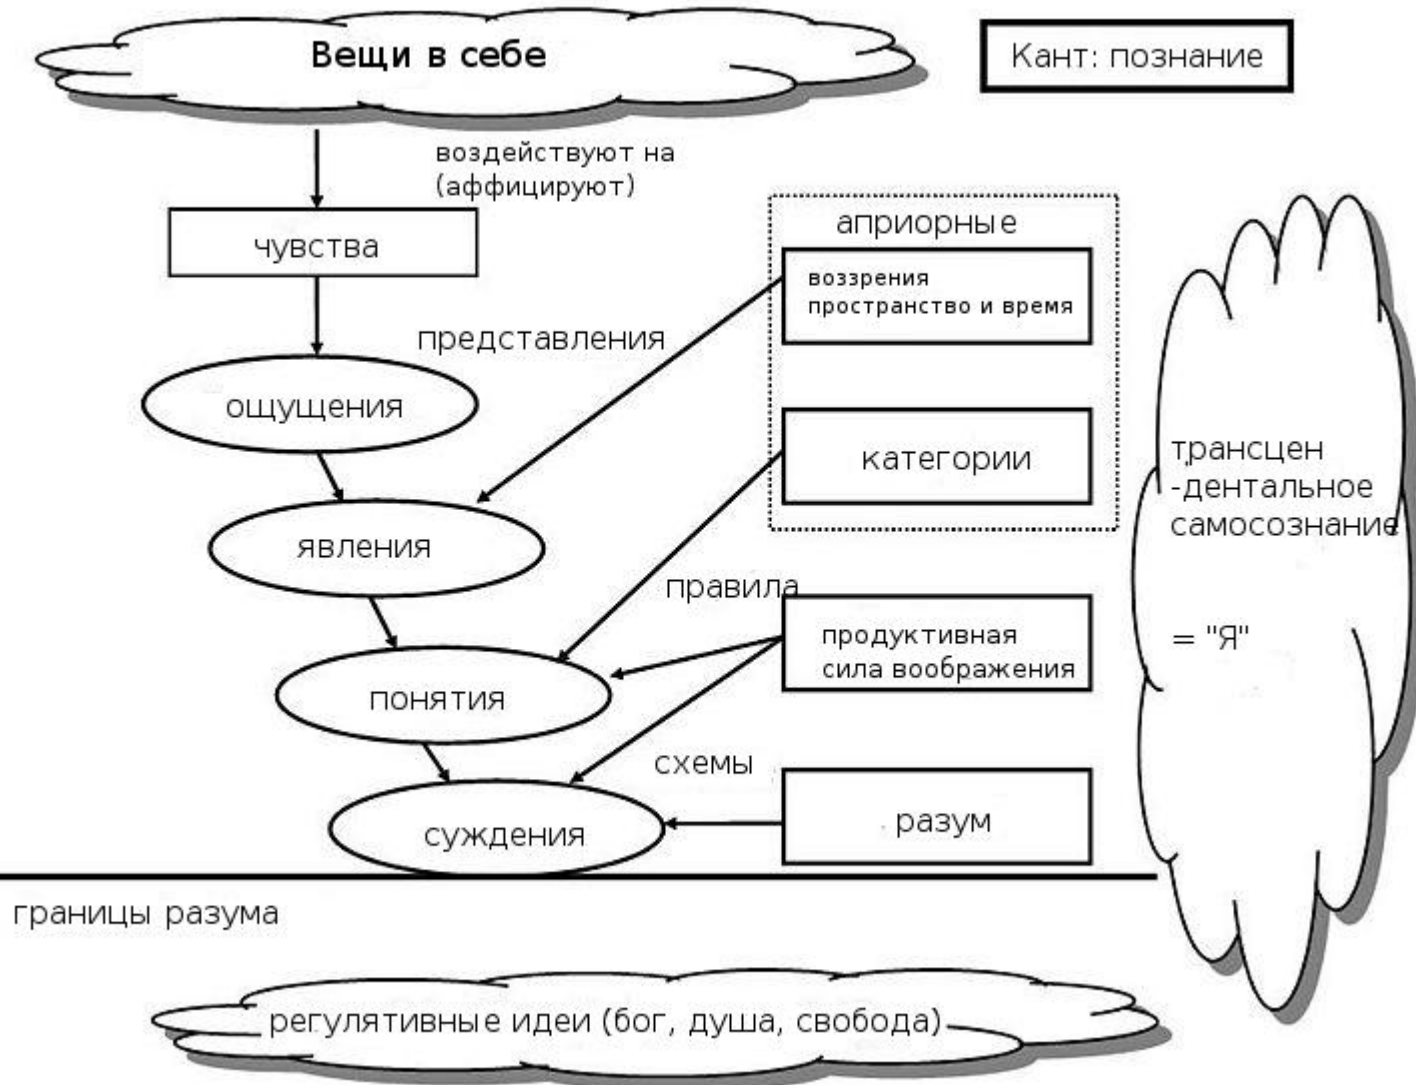 Вещи в себе
Кант: познание
воздействуют на
(аффицируют)
чувства
априорные
воззрения
пространство и время
представления
ощущения
категории
трансцен
-дентальное
самосознание
явления
правила
продуктивная
сила воображения
= "Я"
понятия
схемы
разум
суждения
границы разума
регулятивные идеи (бог, душа, свобода)